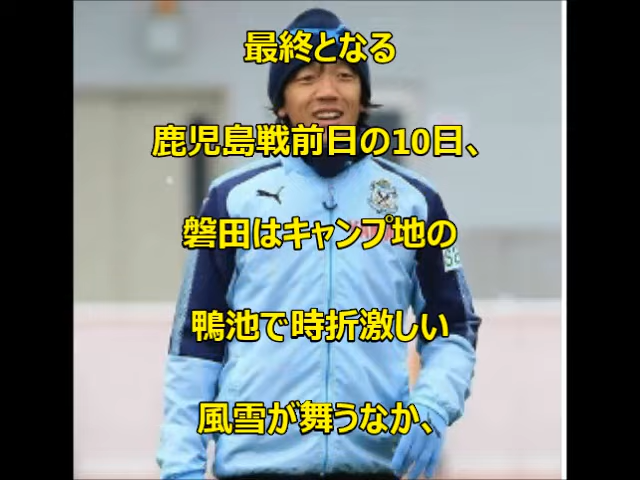 最終となる
鹿児島戦前日の10日、
磐田はキャンプ地の
鴨池で時折激しい
風雪が舞うなか、